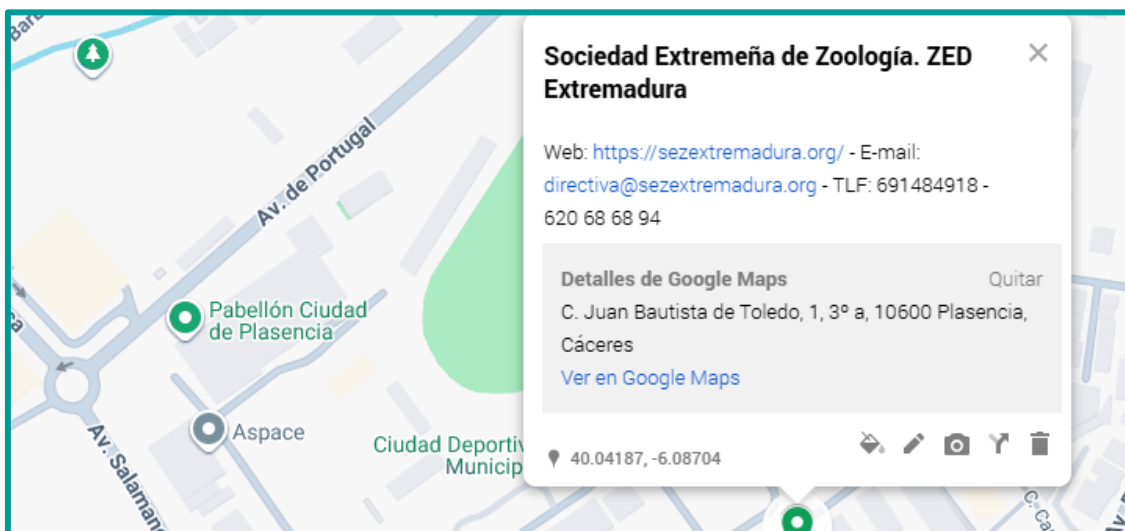 Sociedad Extremeña de Zoología. ZED
Extremadura
Web: https://sezextremadura.org/ - E-mail:
directiva@sezextremadura.org - TLF: 691484918 -
620 68 68 94
Detalles de Google Maps
Quitar
C. Juan Bautista de Toledo, 1, 3º a, 10600 Plasencia,
Cáceres
Ver en Google Maps
40.04187, -6.08704
Av. de Portugal
Pabellón Ciudad
de Plasencia
Aspace
Ciudad Deportiv
Municip
Av. Salaman
C. Ca